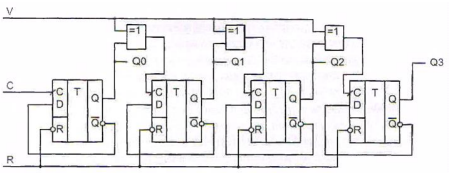 V
=1 =1 =1
Q0 Q1 Q2 Q3
C
C T Q C T Q C T Q C T Q
D D D D
R Q R Q R Q R Q
R